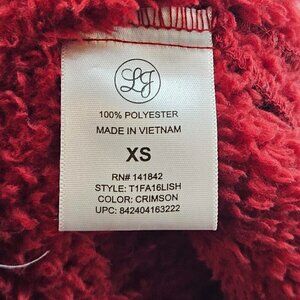 LJ
100% POLYESTER
MADE IN VIETNAM
XS
RN# 141842
STYLE: T1FA16LISH
COLOR: CRIMSON
UPC: 842404163222